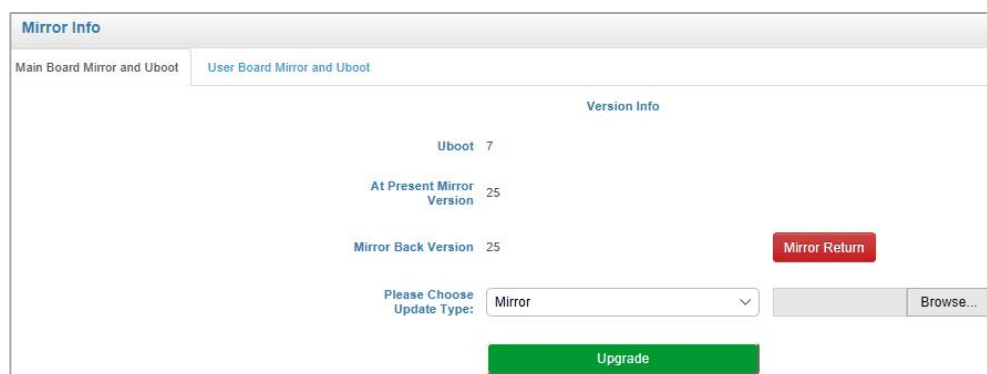 Mirror Info
Main Board Mirror and Uboot User Board Mirror and Uboot
Version Info
Uboot 7
At Present Mirror
Version 25
Mirror Back Version 25 Mirror Return
Please Choose
Update Type: Mirror Browse...
Upgrade